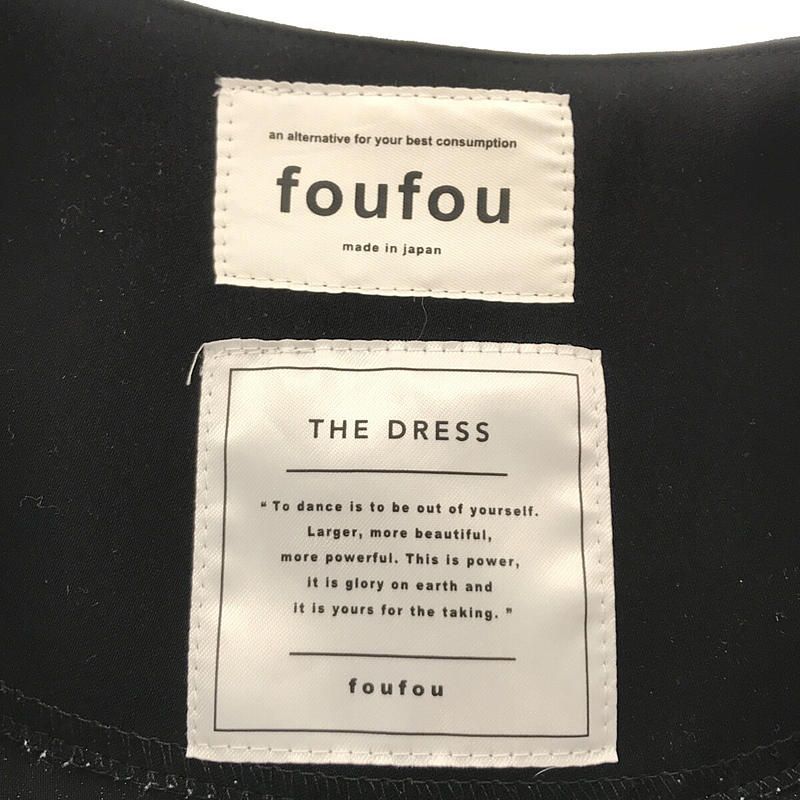 an alternative for your best consumption
foufou
made in japan
THE DRESS
“To dance is to be out of yourself.
Larger, more beautiful,
more powerful. This is power,
it is glory on earth and
it is yours for the taking.”
foufou